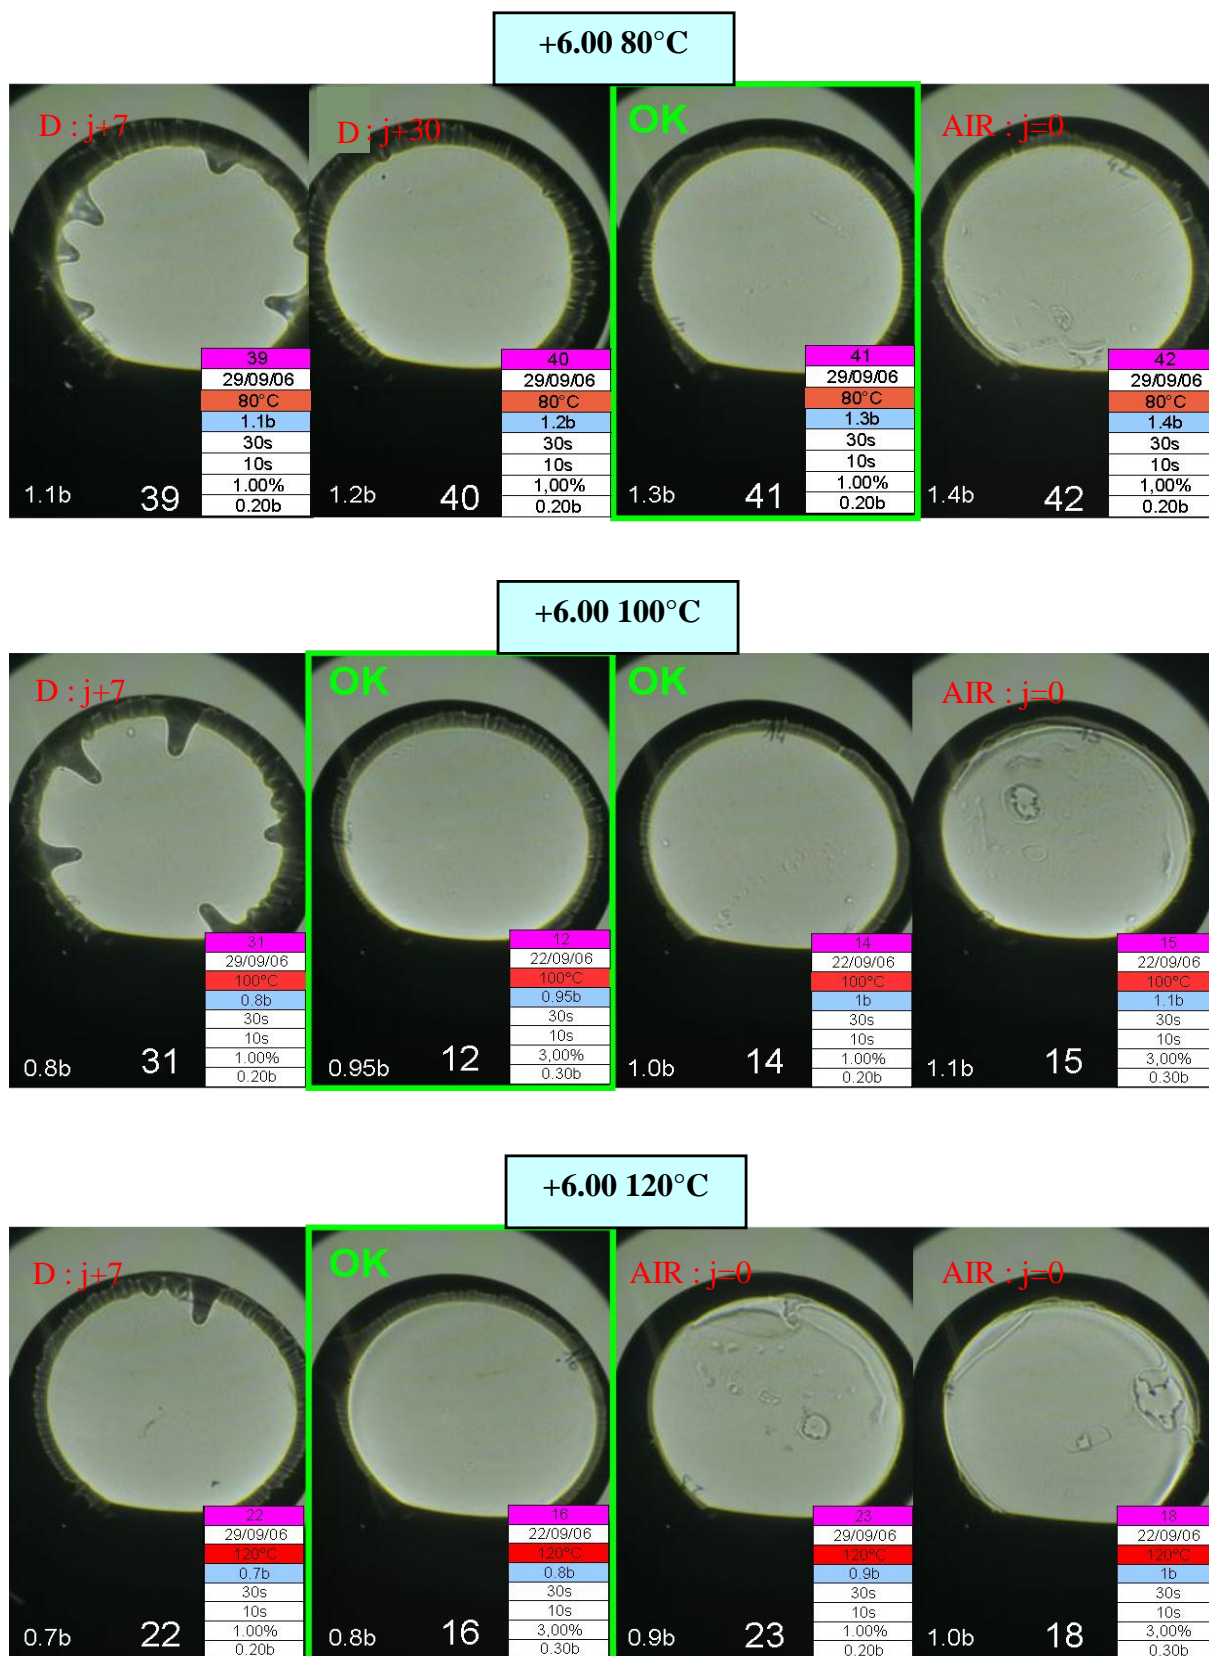 +6.00 80°C
D : j+7
39
29/09/06
80°C
1.1b
30s
10s
1.00%
0.20b
1.1b
39
D : j+30
40
29/09/06
80°C
1.2b
30s
10s
1,00%
0.20b
1.2b
40
OK
41
29/09/06
80°C
1.3b
30s
10s
1.00%
0.20b
1.3b
41
AIR : j=0
42
42
29/09/06
80°C
1.4b
30s
10s
1,00%
0.20b
1.4b
42
+6.00 100°C
D : j+7
31
29/09/06
100°C
0.8b
30s
10s
1.00%
0.20b
0.8b
31
OK
12
22/09/06
100°C
0.95b
30s
10s
3,00%
0.30b
0.95b
12
OK
14
14
22/09/06
100°C
1b
30s
10s
1.00%
0.20b
1.0b
14
AIR : j=0
15
15
22/09/06
100°C
1.1b
30s
10s
3,00%
0.30b
1.1b
15
+6.00 120°C
D : j+7
22
29/09/06
120°C
0.7b
30s
10s
1.00%
0.20b
0.7b
22
OK
16
22/09/06
120°C
0.8b
30s
10s
3,00%
0.30b
0.8b
16
AIR : j=0
23
29/09/06
120°C
0.9b
30s
10s
1.00%
0.20b
0.9b
23
AIR : j=0
18
22/09/06
120°C
1b
30s
10s
3,00%
0.30b
1.0b
18